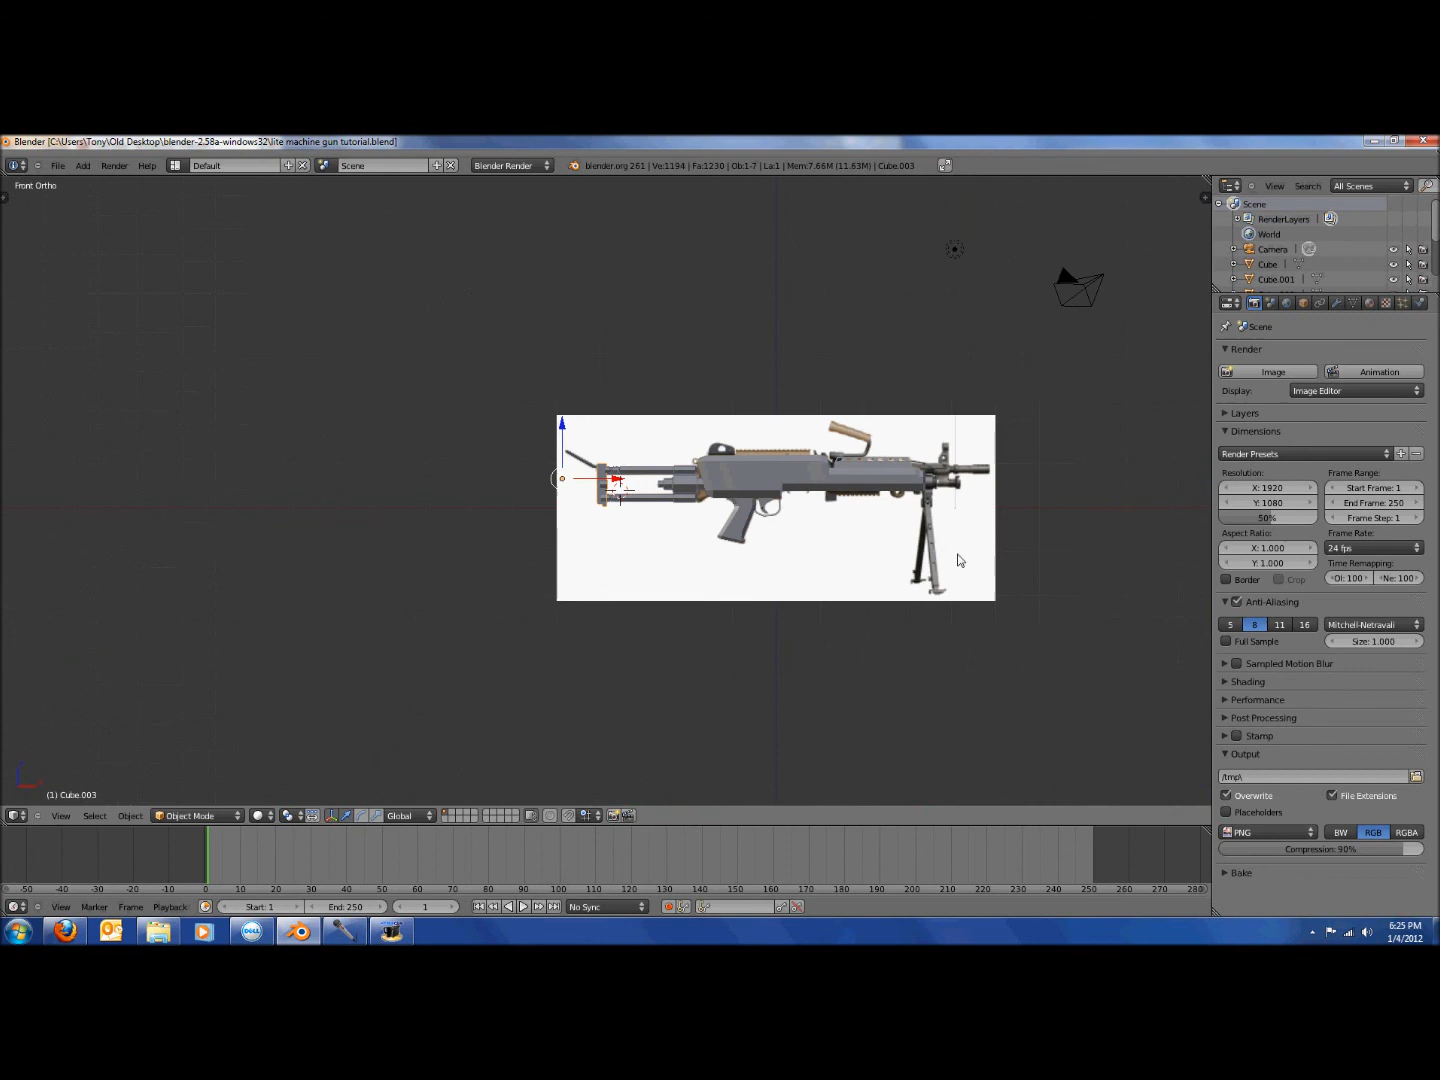 Blender [C:\Users\Tony\Old Desktop\blender-2.58a-windows32\lite machine gun tutorial.blend]
File Add Render Help Default Scene Blender Render blender.org 261 | Ve:1194 | Fa:1230 | Ob:1-7 | La:1 | Mem:7.66M (11.63M) | Cube.003
Front Ortho
View Search All Scenes
Scene
RenderLayers
World
Camera
Cube
Cube.001
Scene
Render
Image Animation
Display: Image Editor
Layers
Dimensions
Render Presets
Resolution: Frame Range:
X: 1920 Start Frame: 1
Y: 1080 End Frame: 250
50% Frame Step: 1
Aspect Ratio: Frame Rate:
X: 1.000 24 fps
Y: 1.000 Time Remapping:
Border Crop Ol: 100 Ne: 100
Anti-Aliasing
5 8 11 16 Mitchell-Netravali
Full Sample Size: 1.000
Sampled Motion Blur
Shading
Performance
Post Processing
Stamp
Output
/tmp\
Overwrite File Extensions
Placeholders
PNG BW RGB RGBA
Compression: 90%
Bake
(1) Cube.003
View Select Object Object Mode Global
-50 -40 -30 -20 -10 0 10 20 30 40 50 60 70 80 90 100 110 120 130 140 150 160 170 180 190 200 210 220 230 240 250 260 270 280
View Marker Frame Playback Start: 1 End: 250 1 No Sync
DELL
6:25 PM
1/4/2012